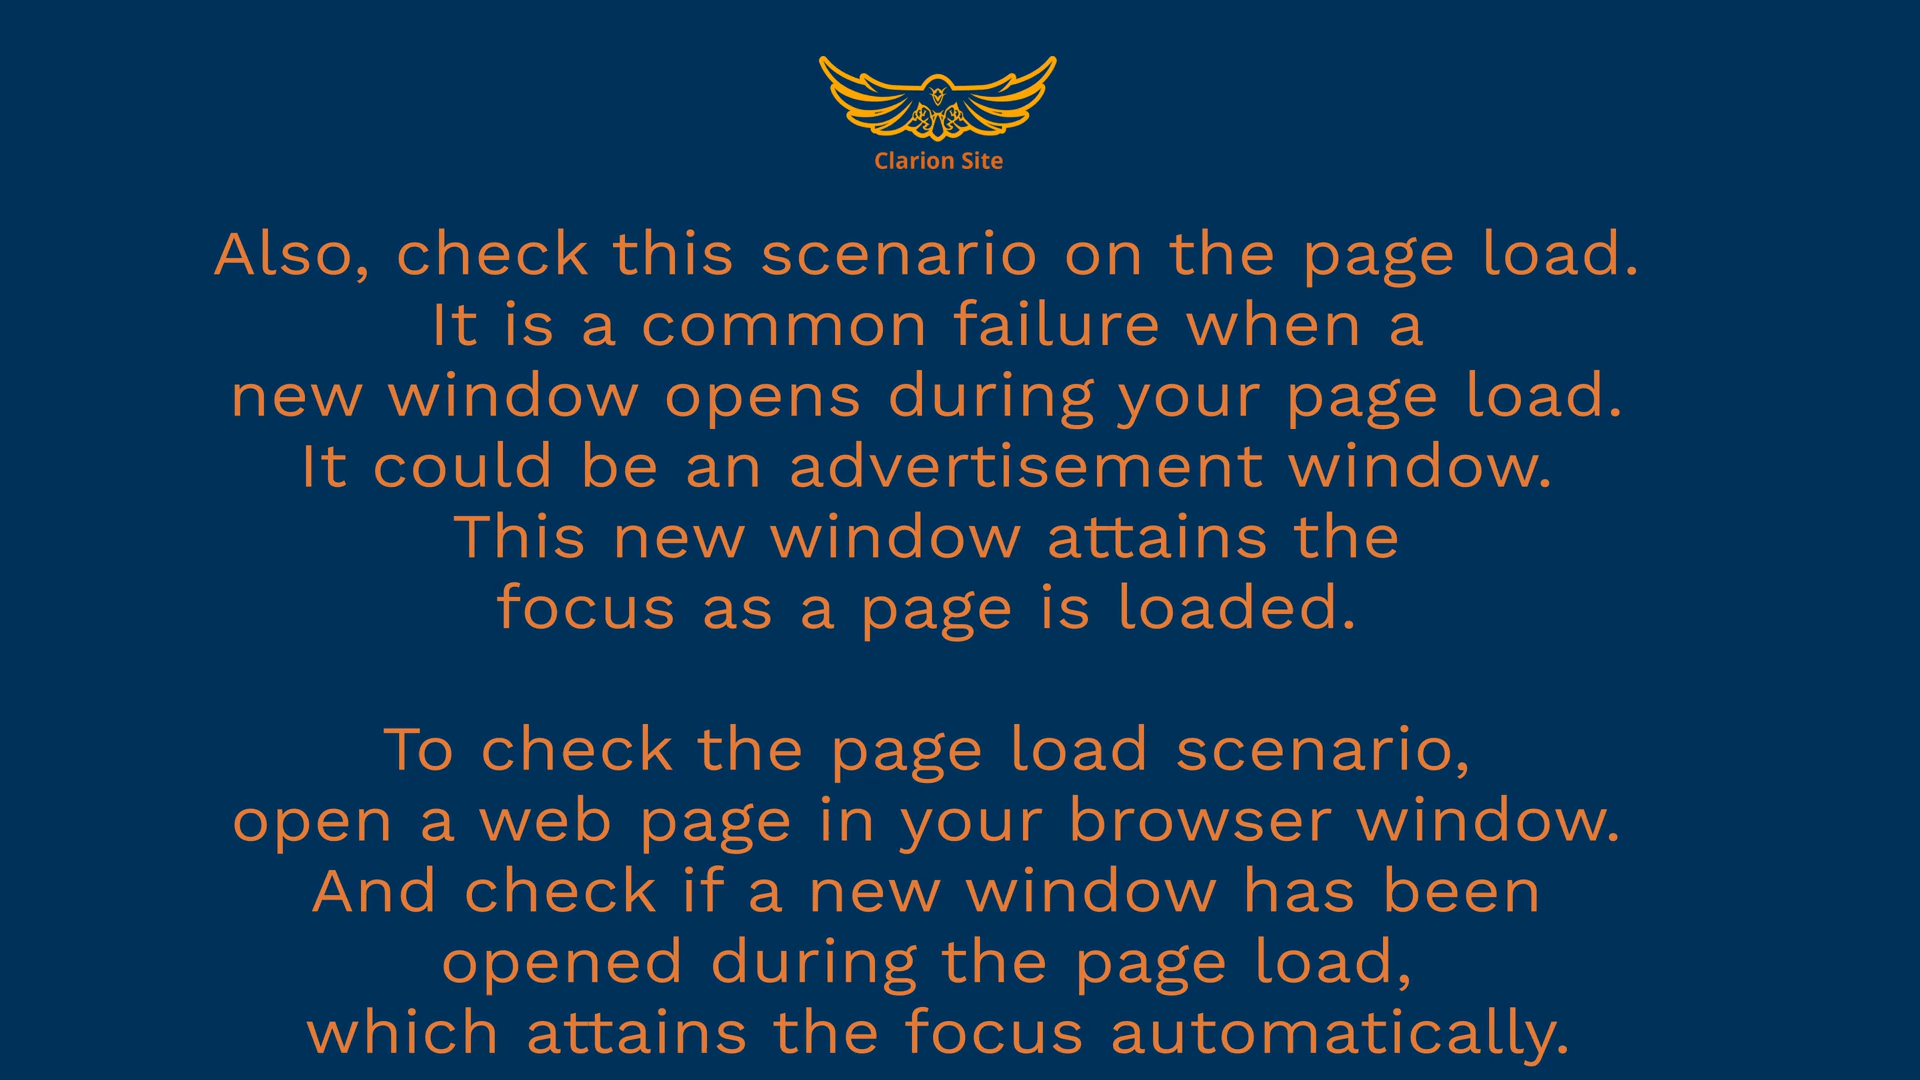 Clarion Site
Also, check this scenario on the page load.
It is a common failure when a
new window opens during your page load.
It could be an advertisement window.
This new window attains the
focus as a page is loaded.
To check the page load scenario,
open a web page in your browser window.
And check if a new window has been
opened during the page load,
which attains the focus automatically.